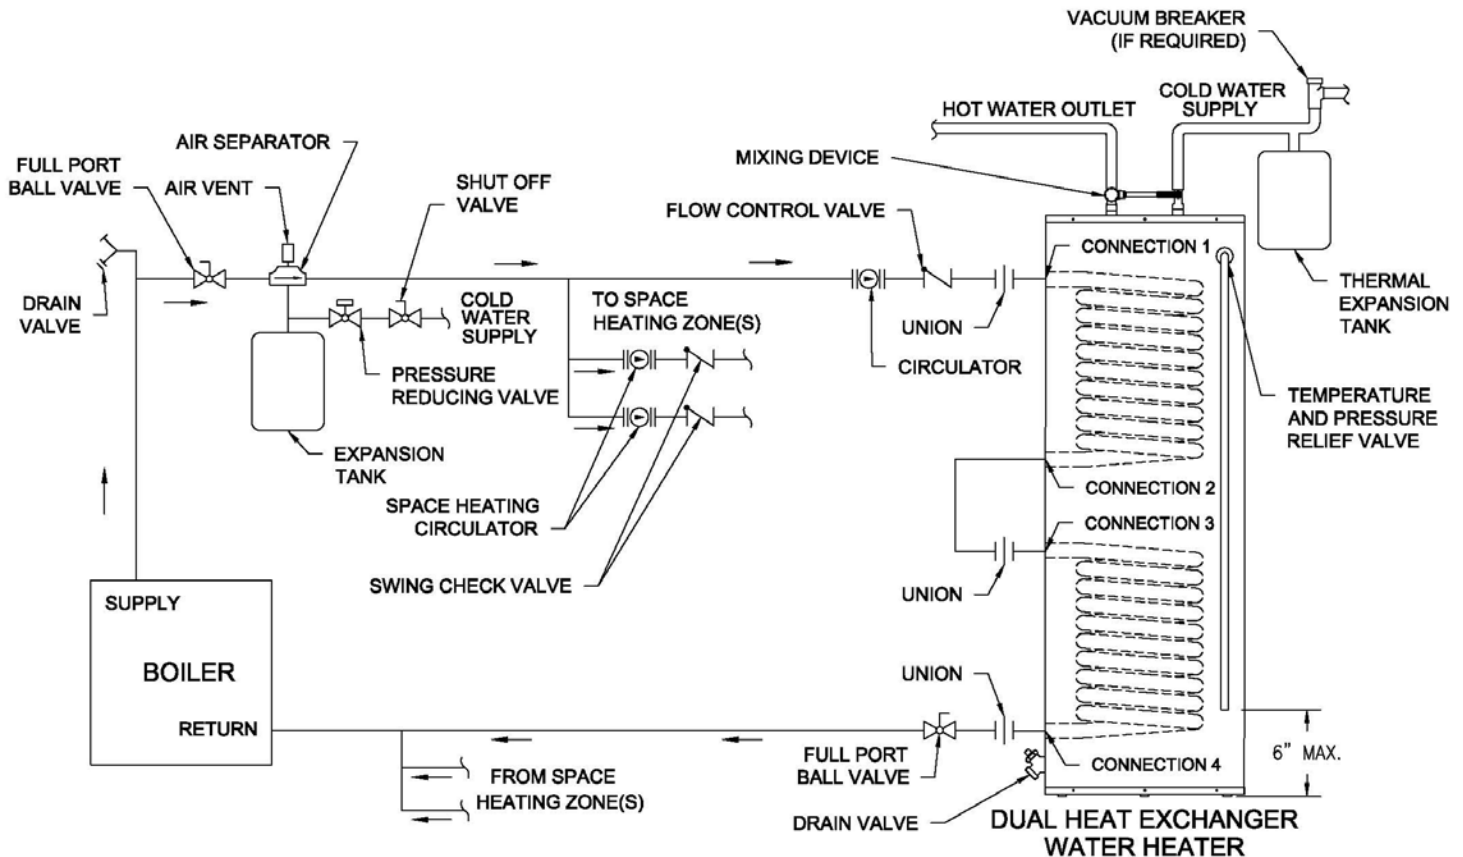 VACUUM BREAKER
(IF REQUIRED)
HOT WATER OUTLET
COLD WATER
SUPPLY
AIR SEPARATOR
FULL PORT
BALL VALVE
AIR VENT
SHUT OFF
VALVE
MIXING DEVICE
FLOW CONTROL VALVE
CONNECTION 1
DRAIN
VALVE
COLD
WATER
SUPPLY
TO SPACE
HEATING ZONE(S)
UNION
CIRCULATOR
THERMAL
EXPANSION
TANK
PRESSURE
REDUCING VALVE
TEMPERATURE
AND PRESSURE
RELIEF VALVE
EXPANSION
TANK
SPACE HEATING
CIRCULATOR
CONNECTION 2
CONNECTION 3
SWING CHECK VALVE
UNION
SUPPLY
BOILER
RETURN
UNION
FULL PORT
BALL VALVE
CONNECTION 4
6" MAX.
FROM SPACE
HEATING ZONE(S)
DRAIN VALVE
DUAL HEAT EXCHANGER
WATER HEATER